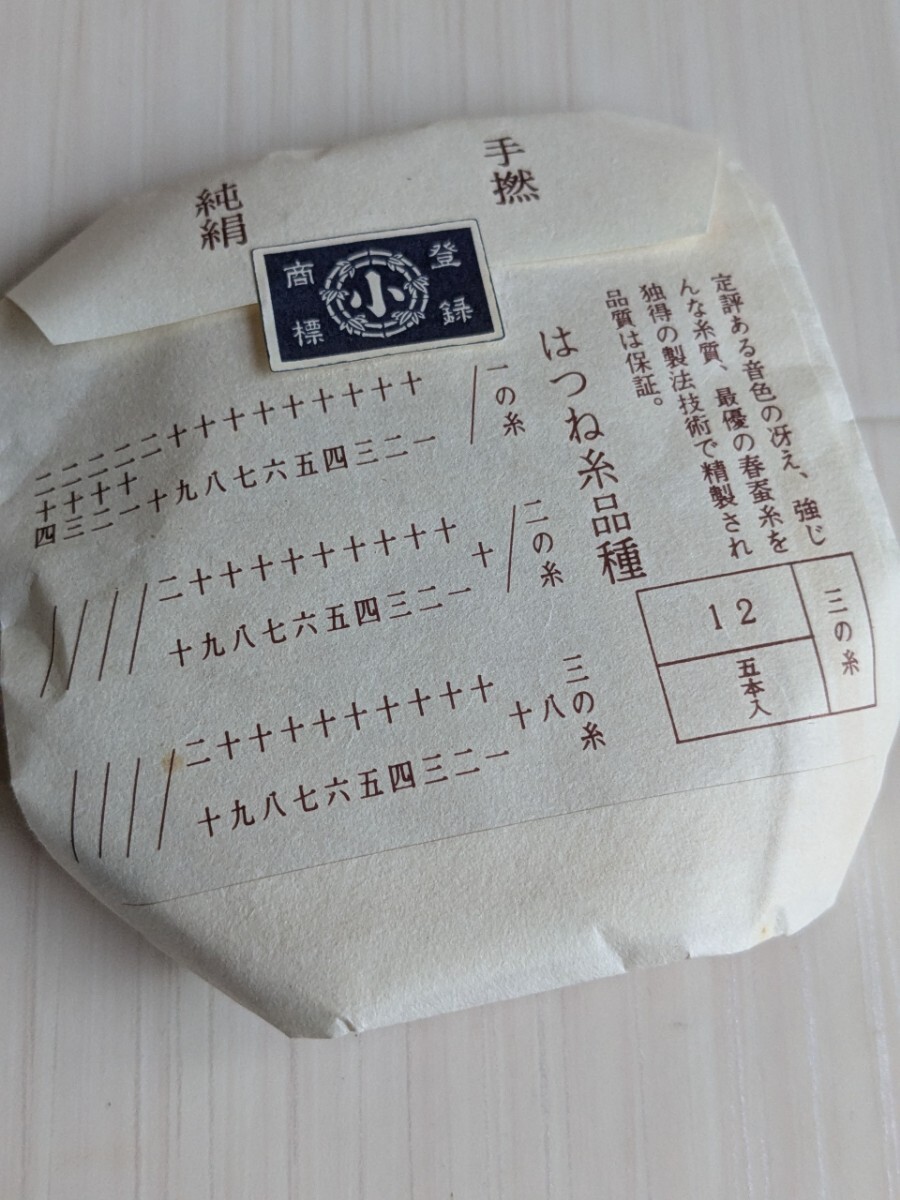 手撚
純絹
登録
小
商標
定評ある音色の冴え、強じ
んな糸質、最優の春蚕糸を
独得の製法技術で精製され
品質は保証。
三の糸
12
五本入
はつね糸品種
一の糸
/
十一
十二
十三
十四
十五
十六
十七
十八
十九
二十
二十一
二十二
二十三
二十四
二の糸
/
十
十一
十二
十三
十四
十五
十六
十七
十八
十九
二十
/
/
/
/
三の糸
八
十
十一
十二
十三
十四
十五
十六
十七
十八
十九
二十
/
/
/
/